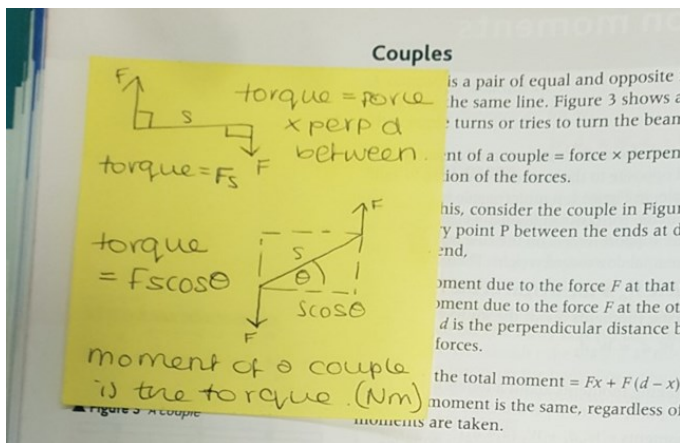 Couples
F
s
F
torque = force
x perp d
between.
torque = Fs
torque
= Fscosθ
F
s
θ
scosθ
F
moment of a couple
is the torque. (Nm)
Figure 3 A couple
is a pair of equal and opposite
the same line. Figure 3 shows a
turns or tries to turn the beam
of a couple = force × perpen
of the forces.
his, consider the couple in Figur
point P between the ends at d
end,
oment due to the force F at that
oment due to the force F at the ot
d is the perpendicular distance b
forces.
the total moment = Fx + F(d − x)
moment is the same, regardless of
moments are taken.